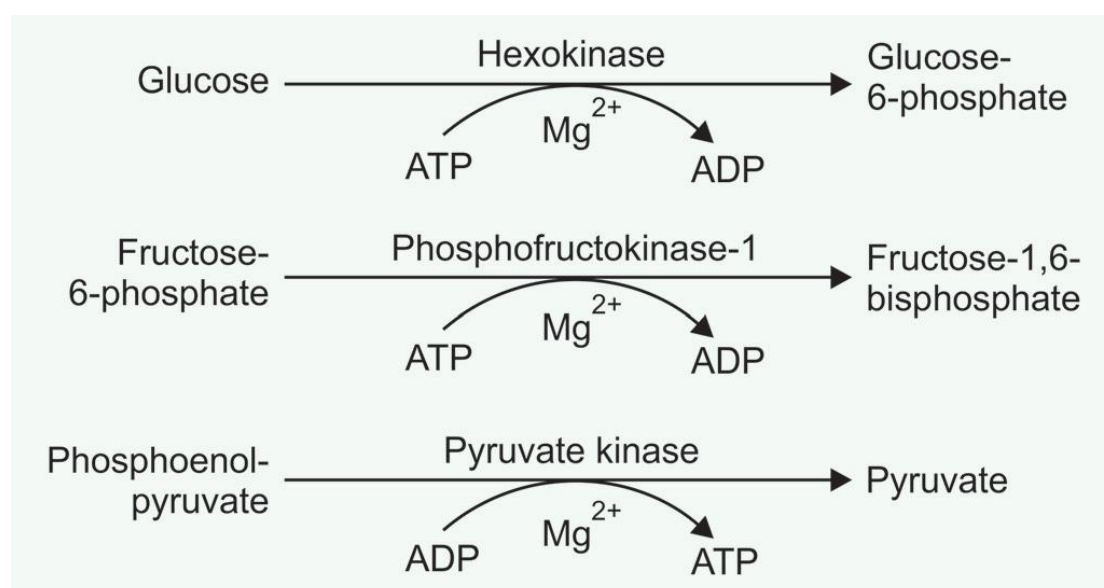 Hexokinase
Glucose
Glucose-
6-phosphate
Mg2+
ATP
ADP
Fructose-
6-phosphate
Phosphofructokinase-1
Fructose-1,6-
bisphosphate
Mg2+
ATP
ADP
Phosphoenol-
pyruvate
Pyruvate kinase
Pyruvate
Mg2+
ADP
ATP